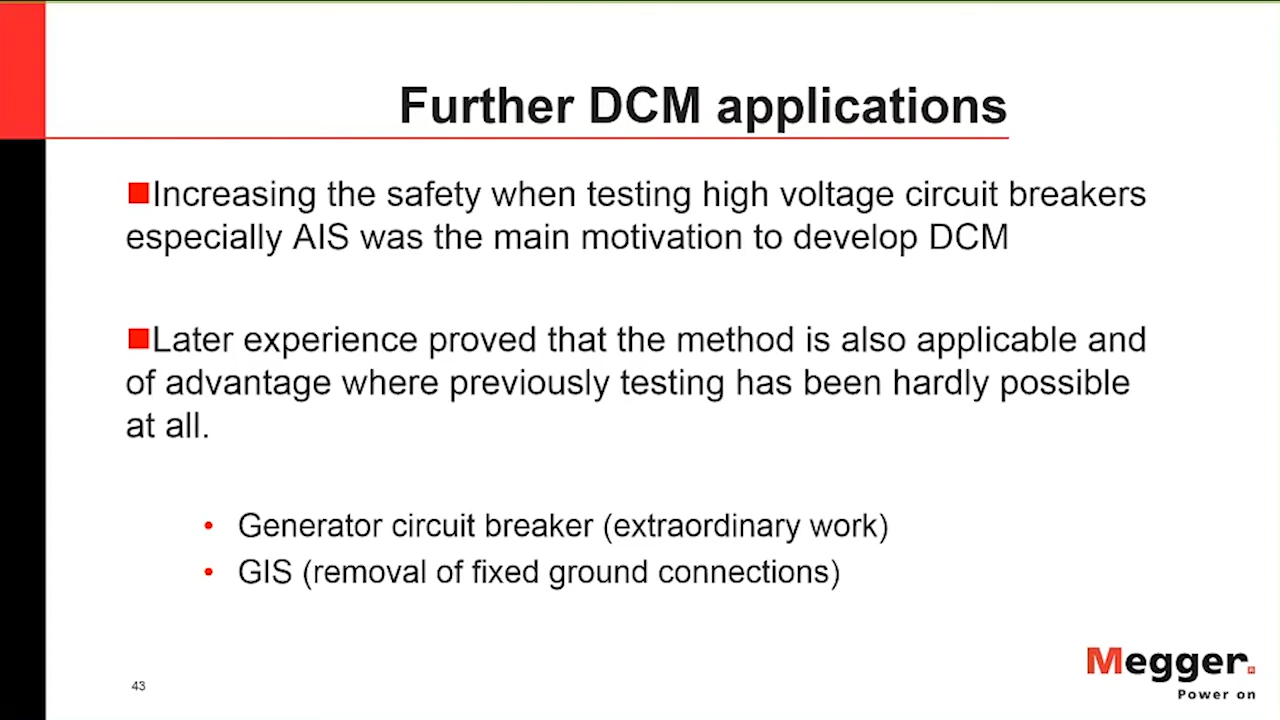 Further DCM applications
Increasing the safety when testing high voltage circuit breakers
especially AIS was the main motivation to develop DCM
Later experience proved that the method is also applicable and
of advantage where previously testing has been hardly possible
at all.
• Generator circuit breaker (extraordinary work)
• GIS (removal of fixed ground connections)
Megger.
Power on
43